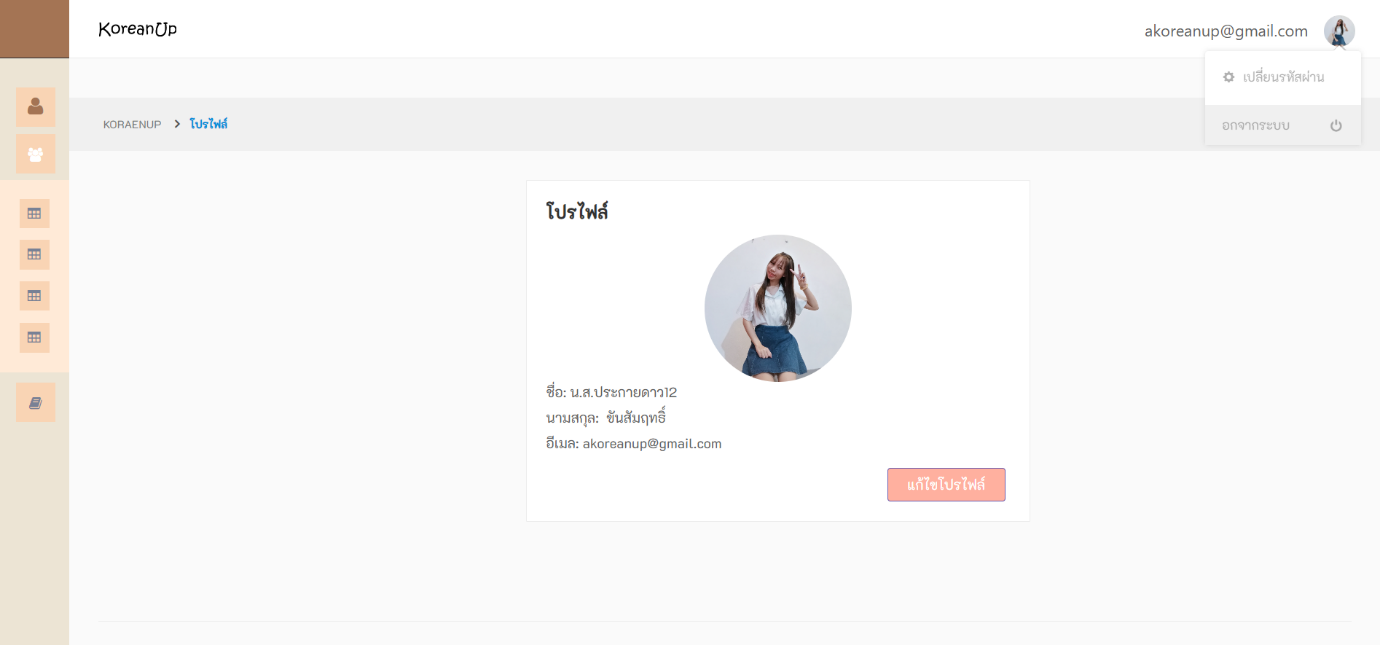 KoreanUp
akoreanup@gmail.com
เปลี่ยนรหัสผ่าน
อกจากระบบ
KORAENUP > โปรไฟล์
โปรไฟล์
ชื่อ: น.ส.ประกายดาว12
นามสกุล: ขันสัมฤทธิ์
อีเมล: akoreanup@gmail.com
แก้ไขโปรไฟล์